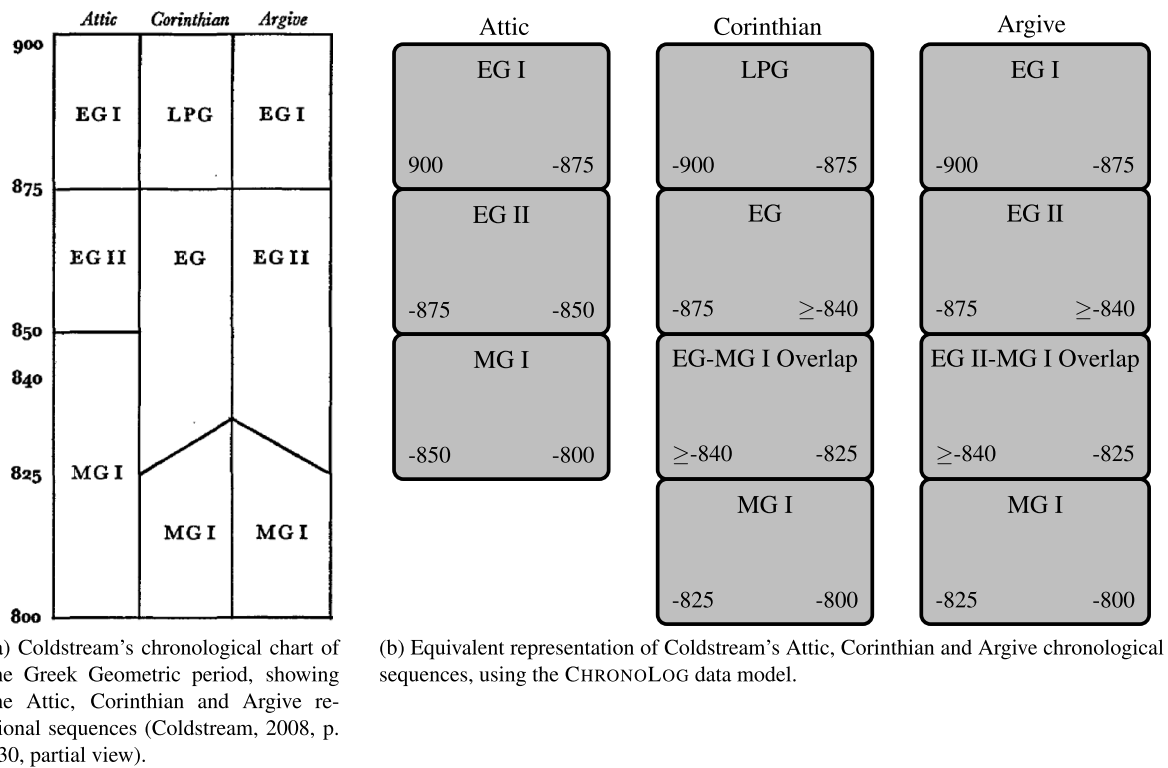 Attic Corinthian Argive
900
EG I LPG EG I
875
EG II EG EG II
850
840
825 MG I
MG I MG I
800
Attic Corinthian Argive
EG I LPG EG I
900 -875 -900 -875 -900 -875
EG II EG EG II
-875 -850 -875 ≥-840 -875 ≥-840
MG I EG-MG I Overlap EG II-MG I Overlap
-850 -800 ≥-840 -825 ≥-840 -825
MG I MG I
-825 -800 -825 -800
) Coldstream's chronological chart of
e Greek Geometric period, showing
e Attic, Corinthian and Argive re-
ional sequences (Coldstream, 2008, p.
30, partial view).
(b) Equivalent representation of Coldstream's Attic, Corinthian and Argive chronological
sequences, using the CHRONOLOG data model.